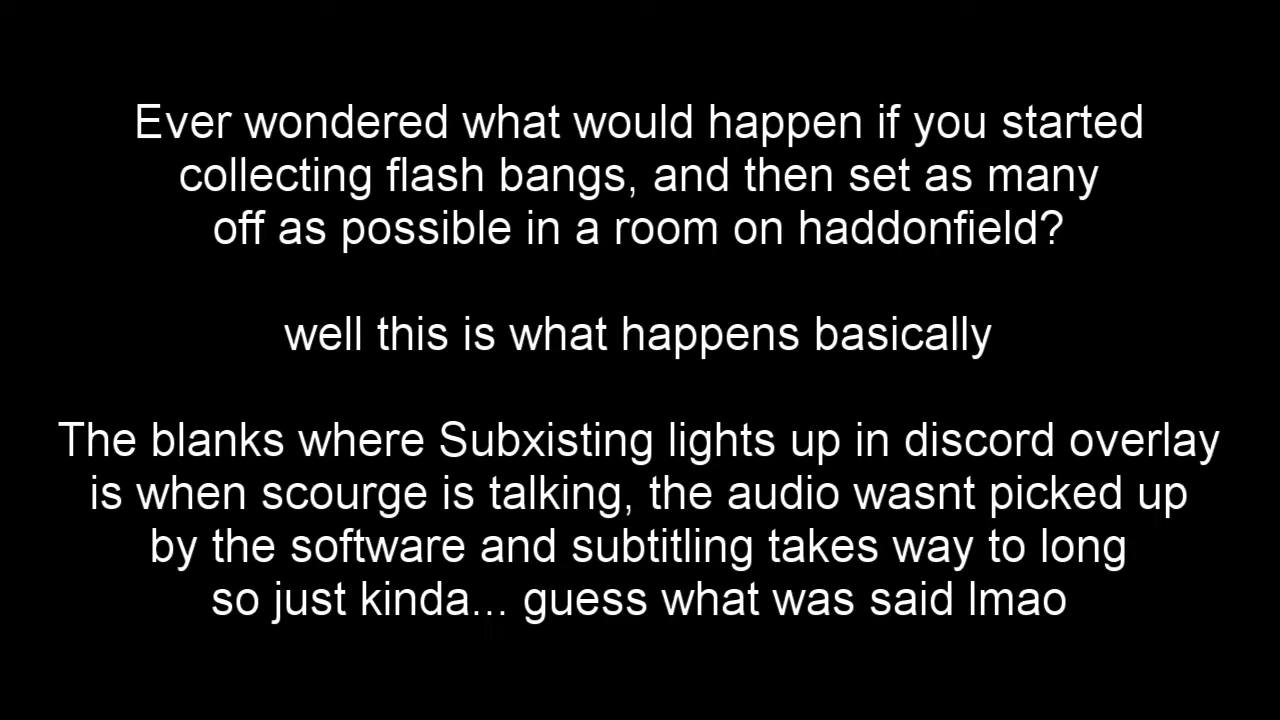 Ever wondered what would happen if you started
collecting flash bangs, and then set as many
off as possible in a room on haddonfield?
well this is what happens basically
The blanks where Subxisting lights up in discord overlay
is when scourge is talking, the audio wasnt picked up
by the software and subtitling takes way to long
so just kinda... guess what was said lmao